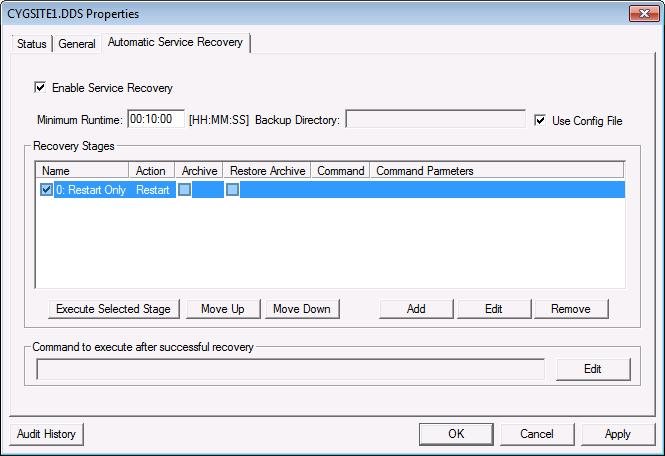 CYGSITE1.DDS Properties
Status General Automatic Service Recovery
Enable Service Recovery
Minimum Runtime: 00:10:00 [HH:MM:SS] Backup Directory: Use Config File
Recovery Stages
Name Action Archive Restore Archive Command Command Parmeters
0: Restart Only Restart
Execute Selected Stage Move Up Move Down Add Edit Remove
Command to execute after successful recovery
Edit
Audit History OK Cancel Apply